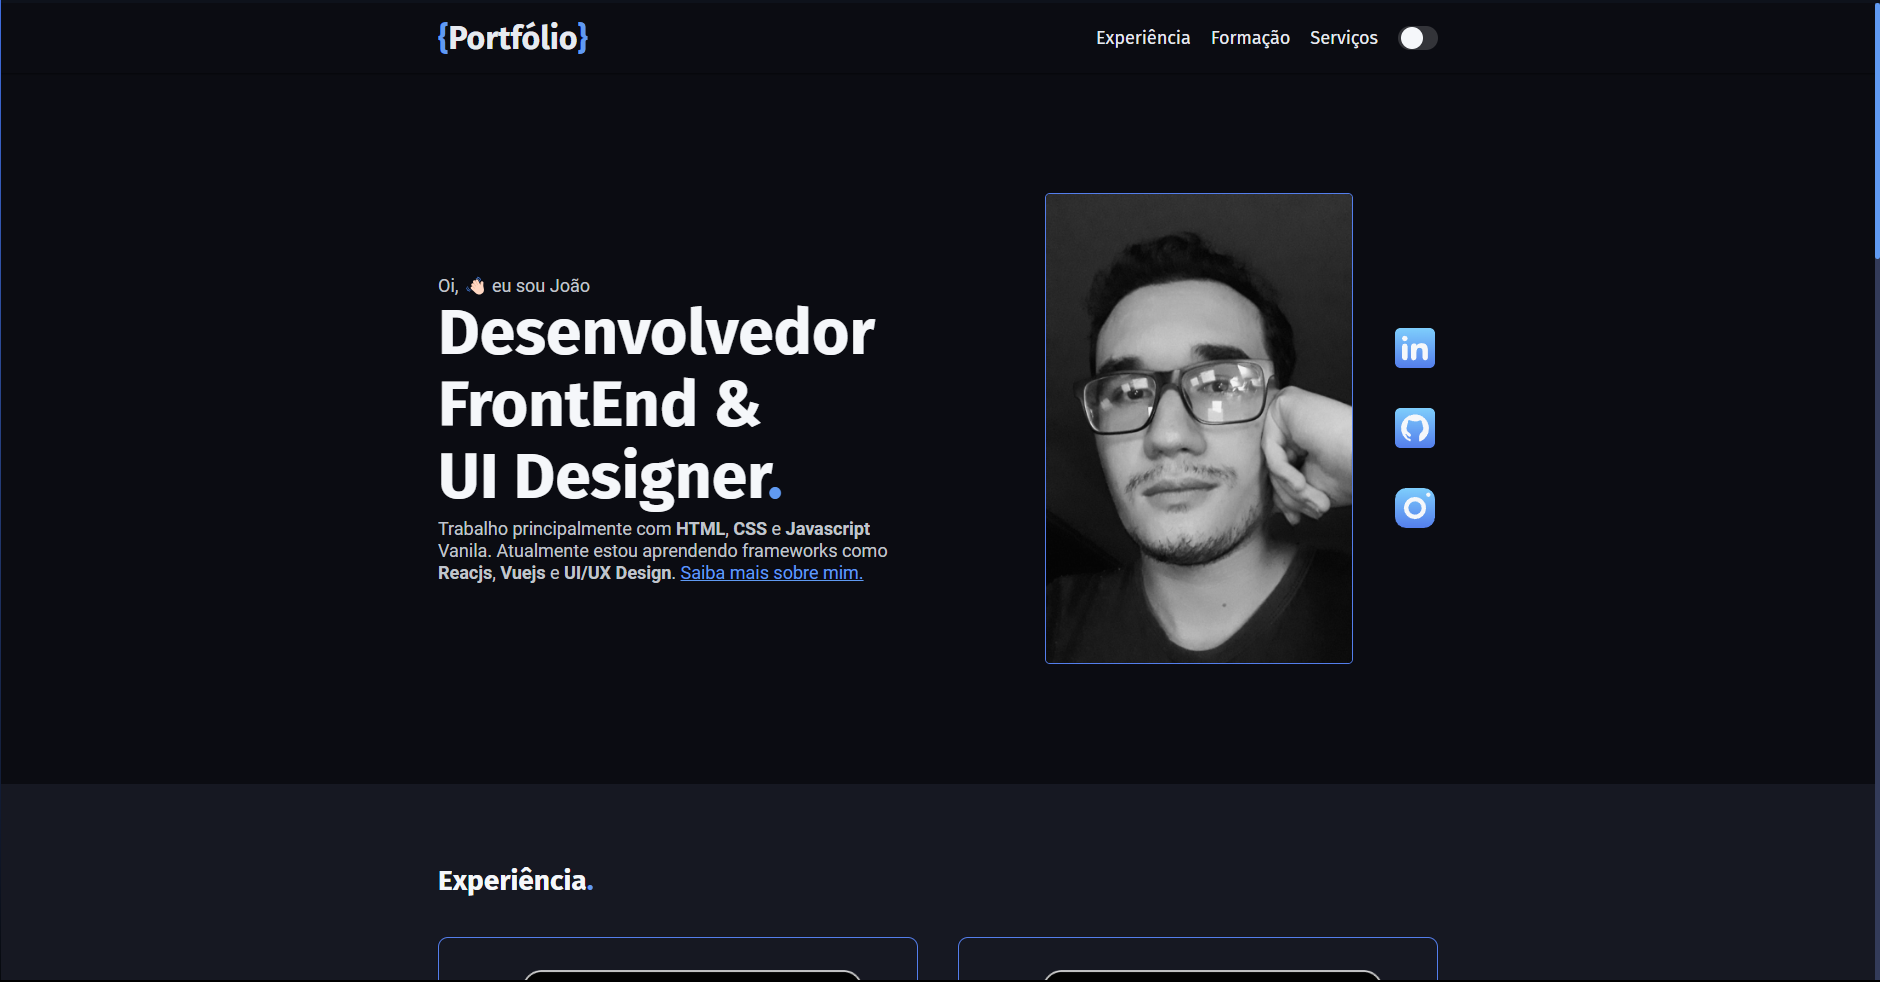 {Portfólio}
Experiência Formação Serviços
Oi, 👋🏻 eu sou João
Desenvolvedor
FrontEnd &
UI Designer.
Trabalho principalmente com HTML, CSS e Javascript
Vanila. Atualmente estou aprendendo frameworks como
Reacjs, Vuejs e UI/UX Design. Saiba mais sobre mim.
in
Experiência.